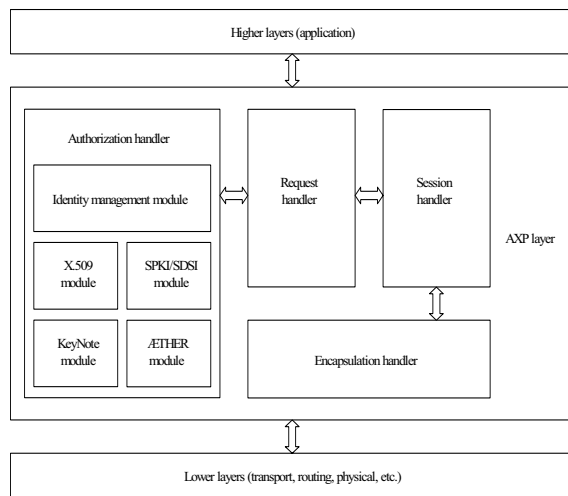 Higher layers (application)
Authorization handler
Identity management module
X.509
module
SPKI/SDSI
module
KeyNote
module
ÆTHER
module
Request
handler
Session
handler
AXP layer
Encapsulation handler
Lower layers (transport, routing, physical, etc.)